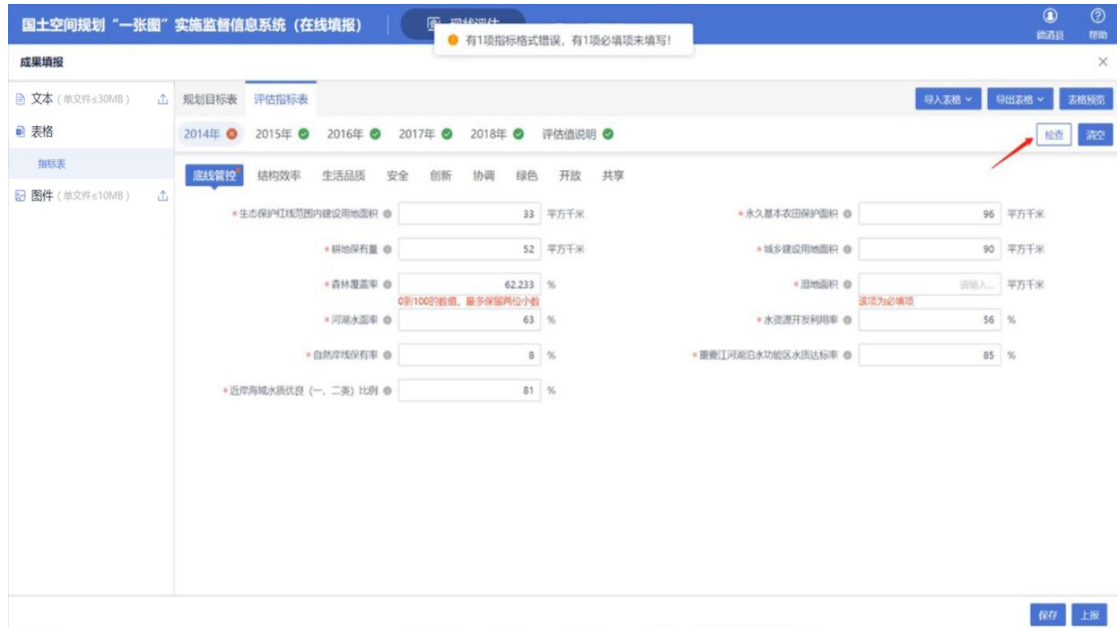 国土空间规划“一张图”实施监督信息系统（在线填报）
现状评估
德清县
帮助
有1项指标格式错误，有1项必填项未填写！
成果填报
文本（单文件≤30MB）
规划目标表 评估指标表
导入表格 导出表格 表格预览
表格
2014年 2015年 2016年 2017年 2018年 评估值说明
检查 清空
指标表
底线管控 结构效率 生活品质 安全 创新 协调 绿色 开放 共享
图件（单文件≤10MB）
*生态保护红线范围内建设用地面积 33 平方千米
*永久基本农田保护面积 96 平方千米
*耕地保有量 52 平方千米
*城乡建设用地面积 90 平方千米
*森林覆盖率 62.233 %
*湿地面积 请输入... 平方千米
0到100的数值，最多保留两位小数
该项为必填项
*河湖水面率 63 %
*水资源开发利用率 56 %
*自然岸线保有率 8 %
*重要江河湖泊水功能区水质达标率 85 %
*近岸海域水质优良（一、二类）比例 81 %
保存 上报